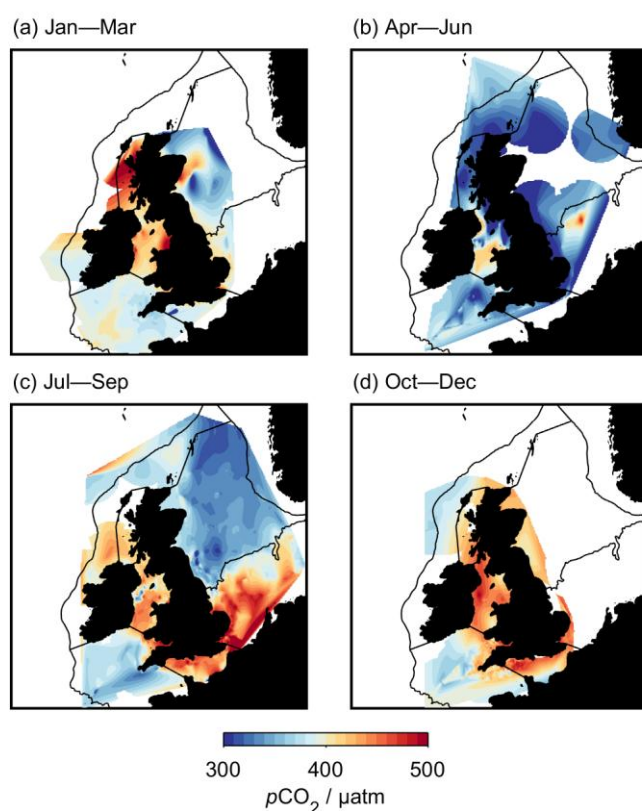 (a) Jan—Mar
(b) Apr—Jun
(c) Jul—Sep
(d) Oct—Dec
300 400 500
pCO₂ / µatm